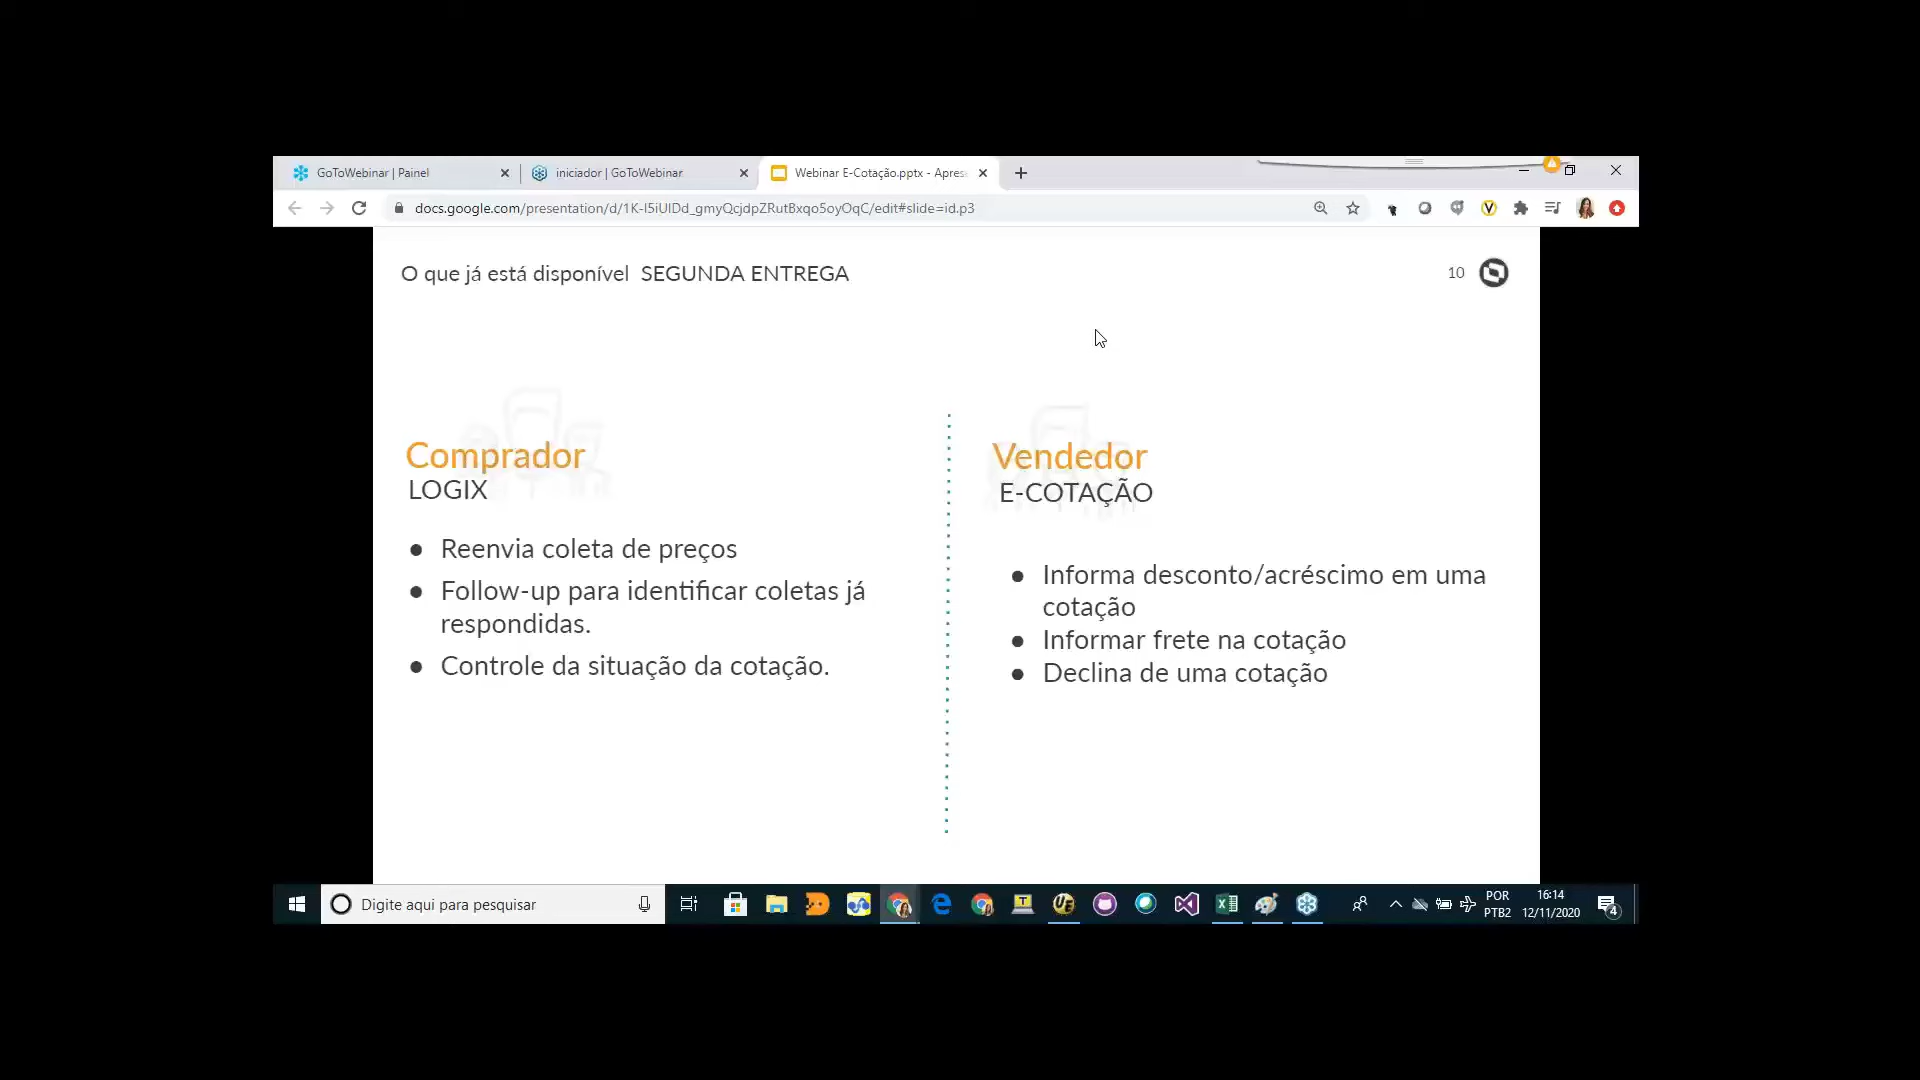 GoToWebinar | Painel
iniciador | GoToWebinar
Webinar E-Cotação.pptx - Apres
docs.google.com/presentation/d/1K-I5iUIDd_gmyQcjdpZRutBxqo5oyOqC/edit#slide=id.p3
O que já está disponível SEGUNDA ENTREGA
10
Comprador
LOGIX
● Reenvia coleta de preços
● Follow-up para identificar coletas já
respondidas.
● Controle da situação da cotação.
Vendedor
E-COTAÇÃO
● Informa desconto/acréscimo em uma
cotação
● Informar frete na cotação
● Declina de uma cotação
Digite aqui para pesquisar
POR
PTB2
16:14
12/11/2020
4